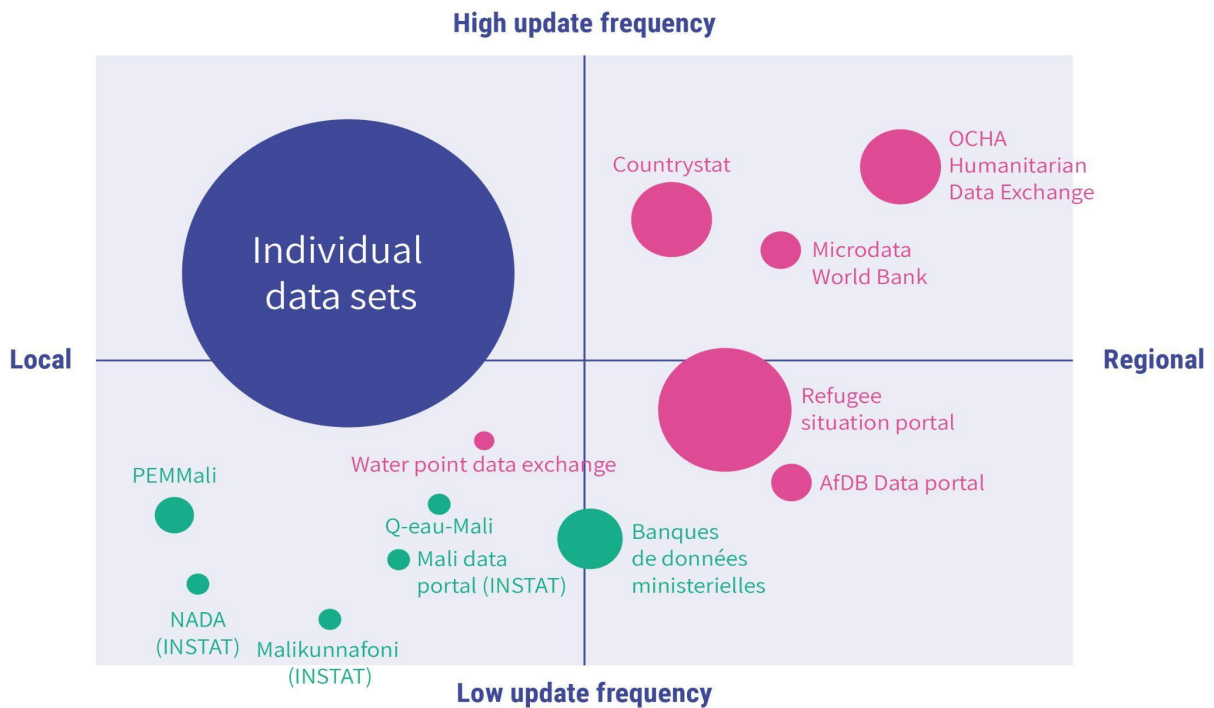 High update frequency
OCHA
Humanitarian
Data Exchange
Countrystat
Individual
data sets
Microdata
World Bank
Local
Regional
Refugee
situation portal
Water point data exchange
PEMMali
AfDB Data portal
Q-eau-Mali
Banques
de données
ministerielles
Mali data
portal (INSTAT)
NADA
(INSTAT)
Malikunnafoni
(INSTAT)
Low update frequency